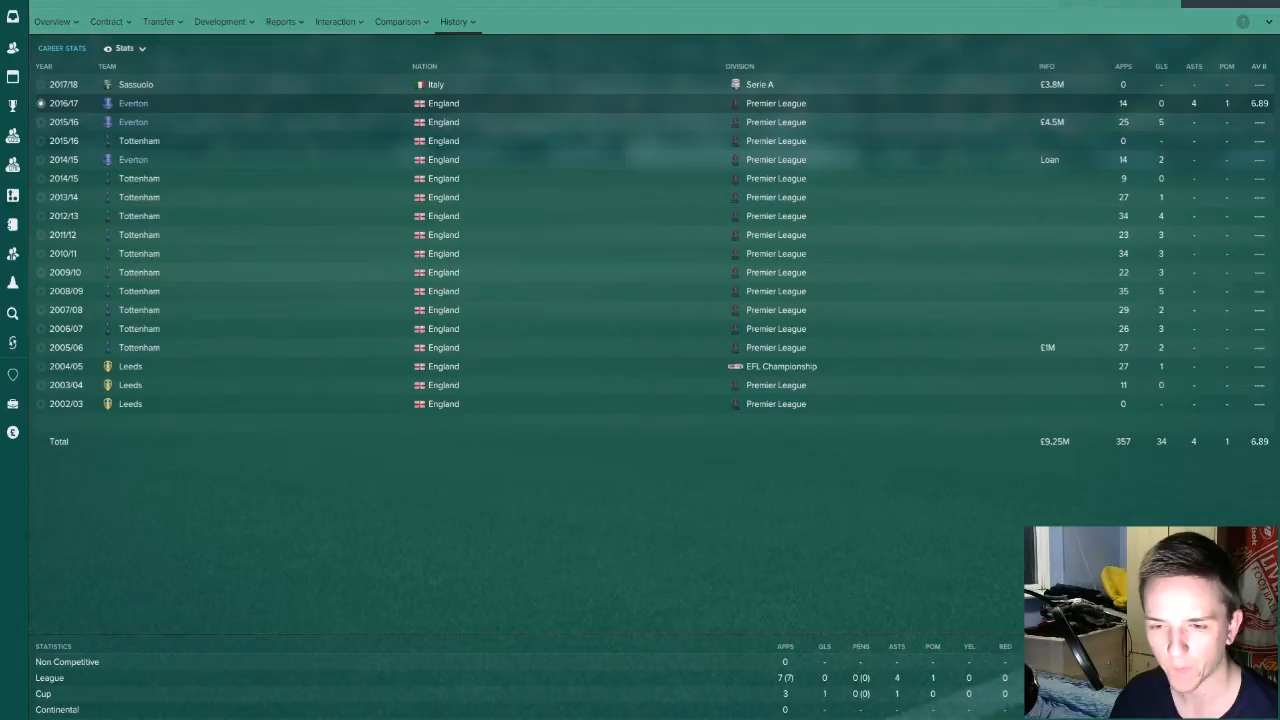 Overview Contract Transfer Development Reports Interaction Comparison History ?
CAREER STATS Stats
YEAR TEAM NATION DIVISION INFO APPS GLS ASTS POM AV R
2017/18 Sassuolo Italy Serie A £3.8M 0 - - - ----
2016/17 Everton England Premier League 14 0 4 1 6.89
2015/16 Everton England Premier League £4.5M 25 5 - - ----
2015/16 Tottenham England Premier League 0 - - - ----
2014/15 Everton England Premier League Loan 14 2 - - ----
2014/15 Tottenham England Premier League 9 0 - - ----
2013/14 Tottenham England Premier League 27 1 - - ----
2012/13 Tottenham England Premier League 34 4 - - ----
2011/12 Tottenham England Premier League 23 3 - - ----
2010/11 Tottenham England Premier League 34 3 - - ----
2009/10 Tottenham England Premier League 22 3 - - ----
2008/09 Tottenham England Premier League 35 5 - - ----
2007/08 Tottenham England Premier League 29 2 - - ----
2006/07 Tottenham England Premier League 26 3 - - ----
2005/06 Tottenham England Premier League £1M 27 2 - - ----
2004/05 Leeds England EFL Championship 27 1 - - ----
2003/04 Leeds England Premier League 11 0 - - ----
2002/03 Leeds England Premier League 0 - - - ----
Total £9.25M 357 34 4 1 6.89
STATISTICS APPS GLS PENS ASTS POM YEL RED
Non Competitive 0 - - - - - -
League 7 (7) 0 0 (0) 4 1 0 0
Cup 3 1 0 (0) 1 0 0 0
Continental 0 - - - - - -